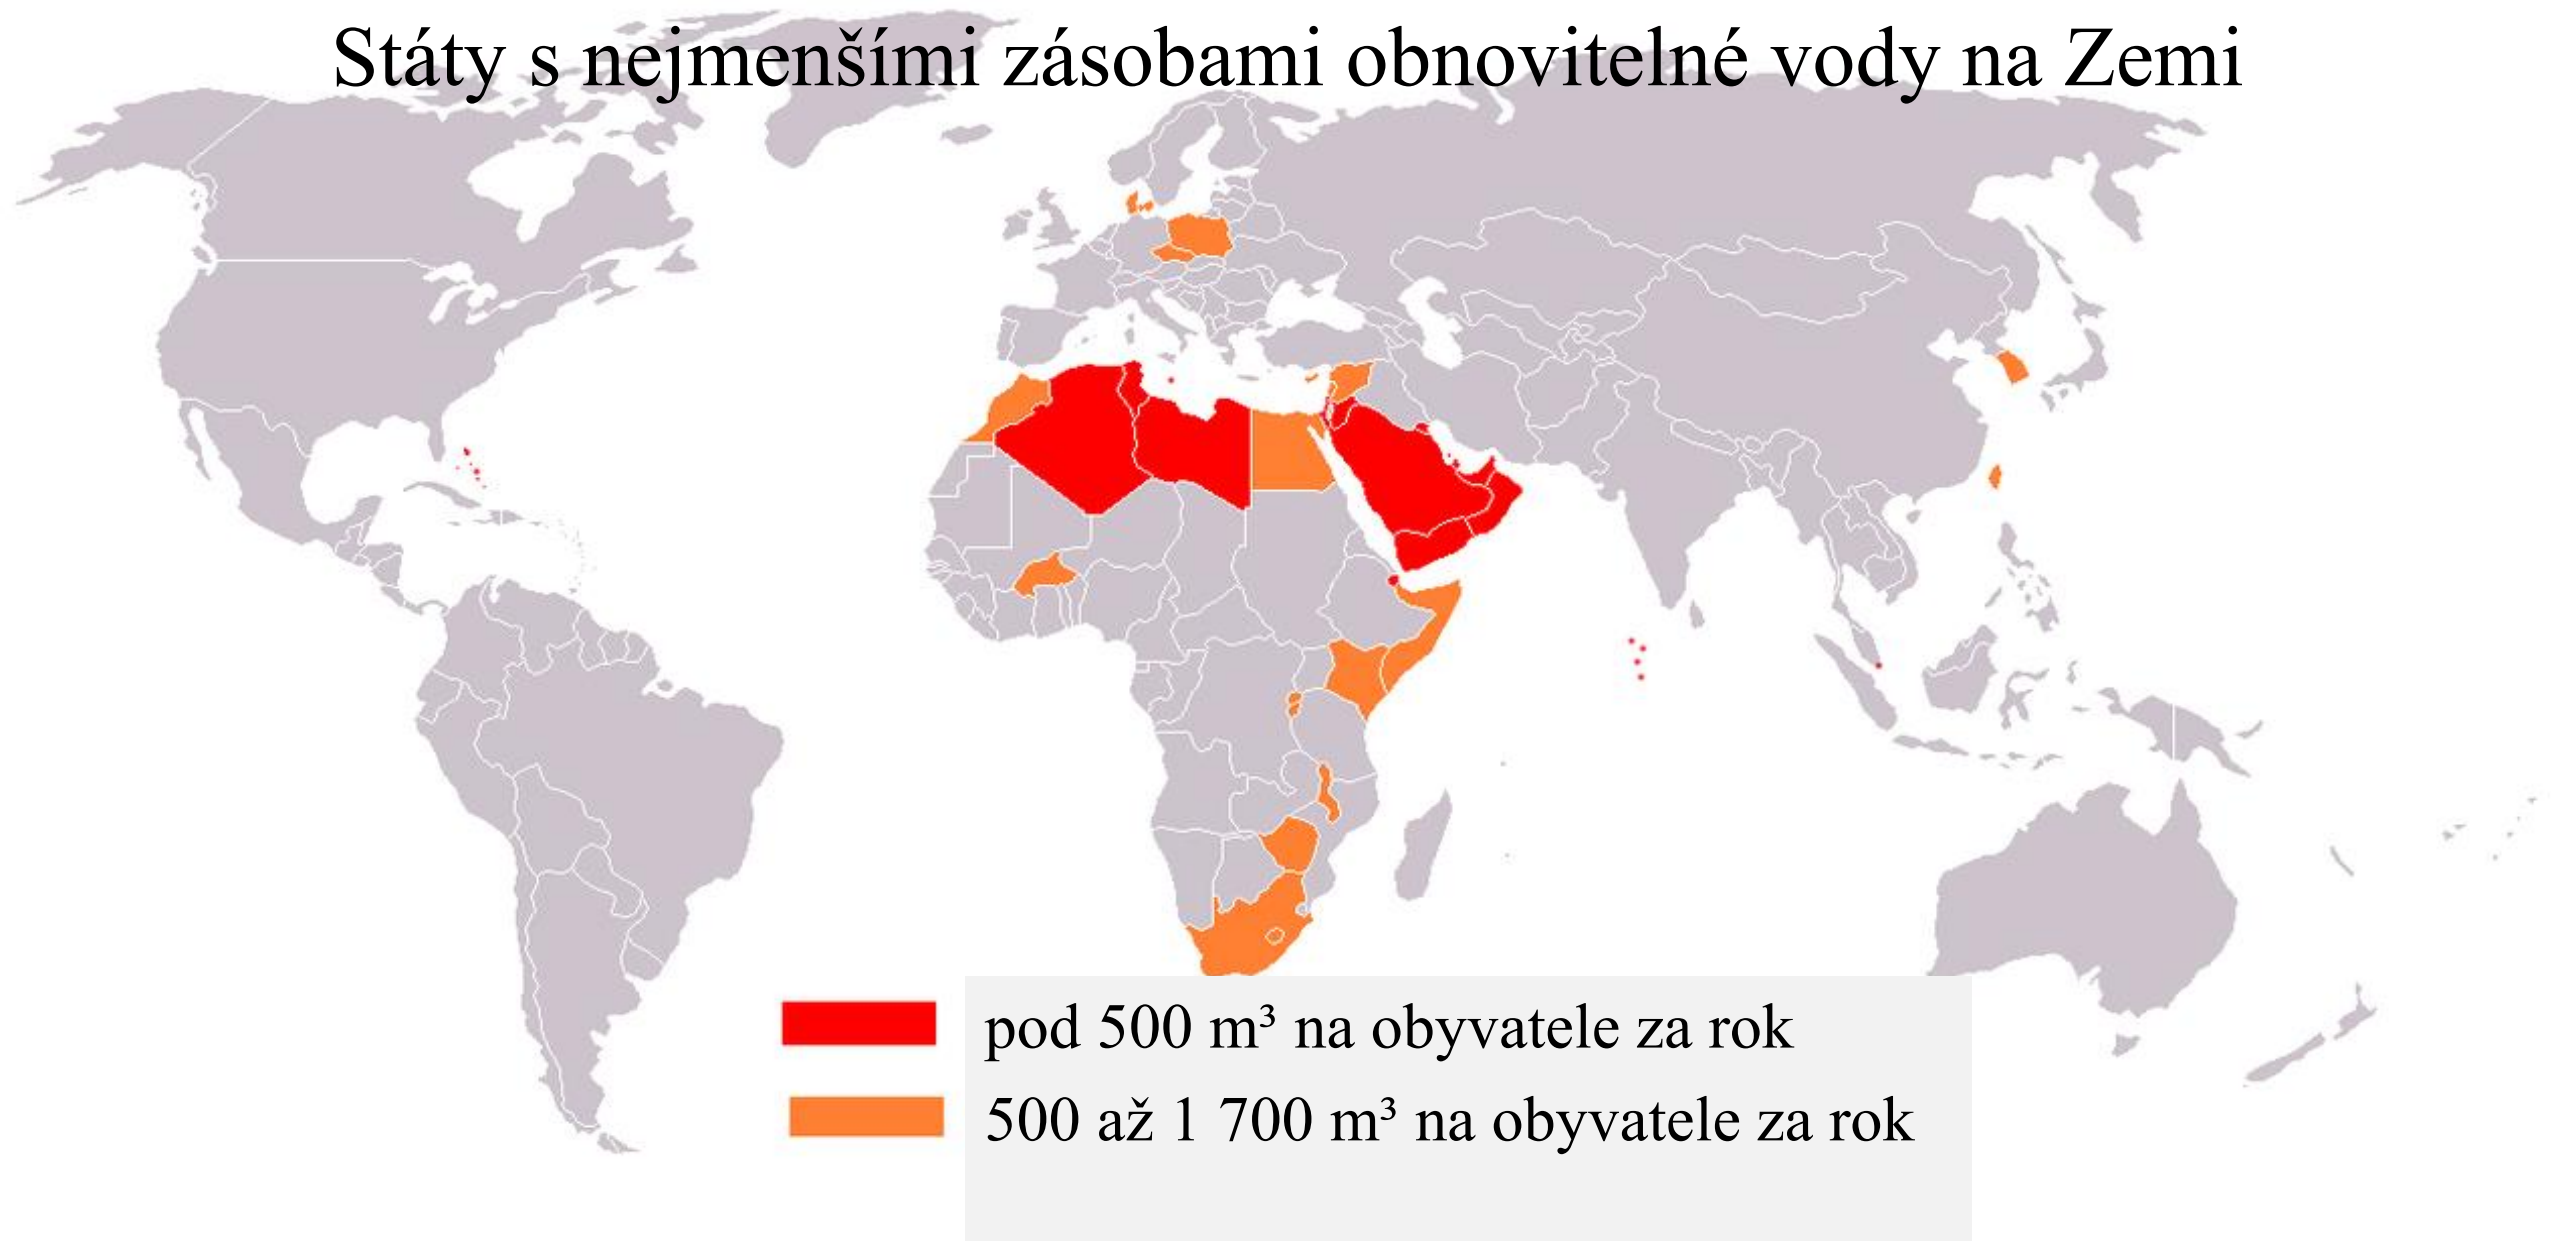 Státy s nejmenšími zásobami obnovitelné vody na Zemi
pod 500 m³ na obyvatele za rok
500 až 1 700 m³ na obyvatele za rok